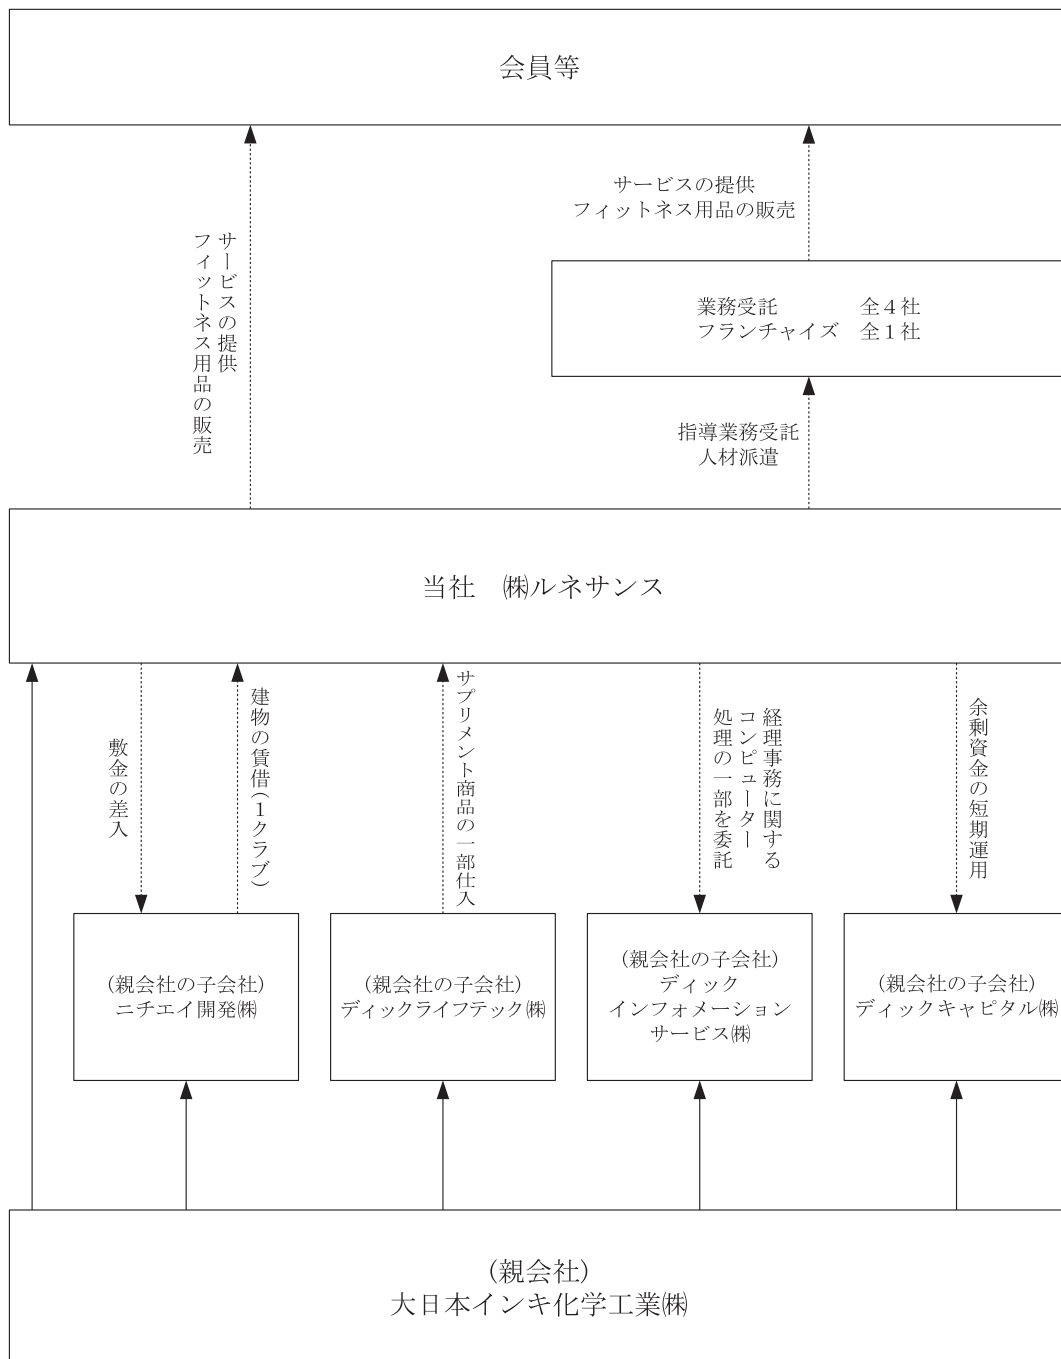 会員等
サービスの提供
フィットネス用品の販売
サービスの提供
フィットネス用品の販売
業務受託　　　　全４社
フランチャイズ　全１社
指導業務受託
人材派遣
当社　㈱ルネサンス
敷金の差入
建物の賃借（１クラブ）
サプリメント商品の一部仕入
経理事務に関する
コンピューター
処理の一部を委託
余剰資金の短期運用
（親会社の子会社）
ニチエイ開発㈱
（親会社の子会社）
ディックライフテック㈱
（親会社の子会社）
ディック
インフォメーション
サービス㈱
（親会社の子会社）
ディックキャピタル㈱
（親会社）
大日本インキ化学工業㈱